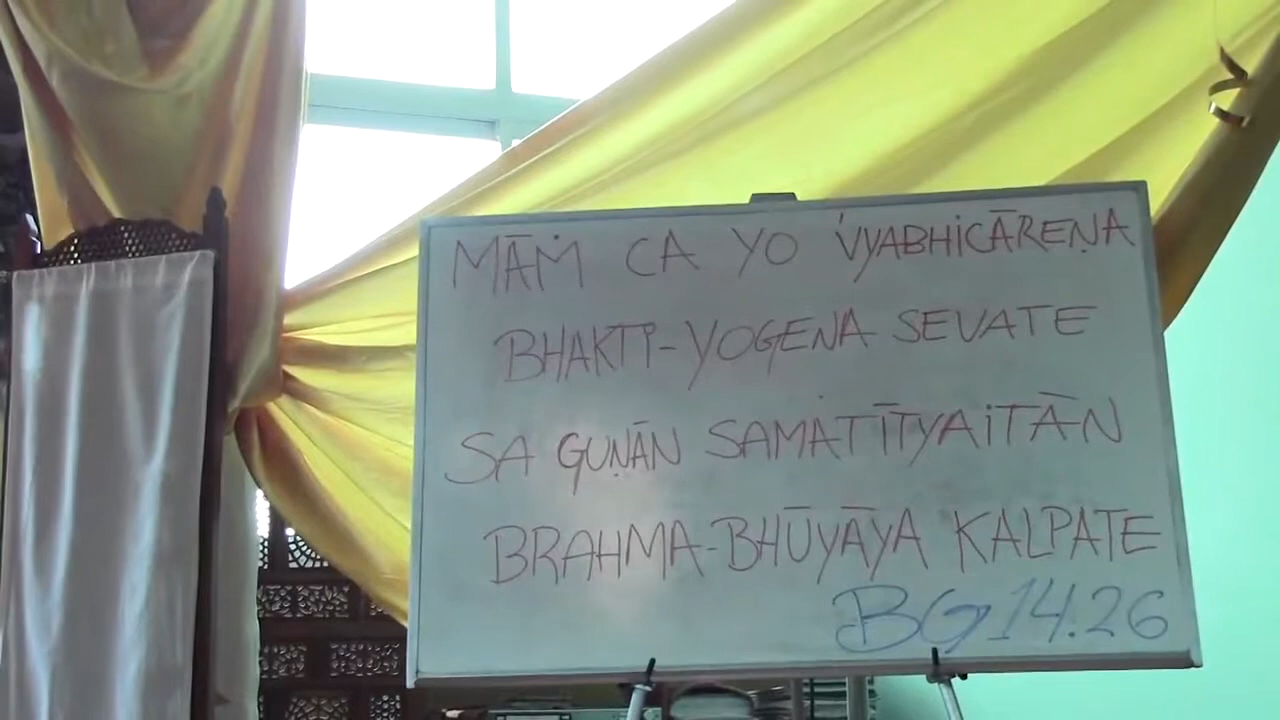 MĀṀ CA YO 'VYABHICĀREṆA
BHAKTI-YOGENA SEVATE
SA GUṆĀN SAMATĪTYAITĀN
BRAHMA-BHŪYĀYA KALPATE
BG 14.26